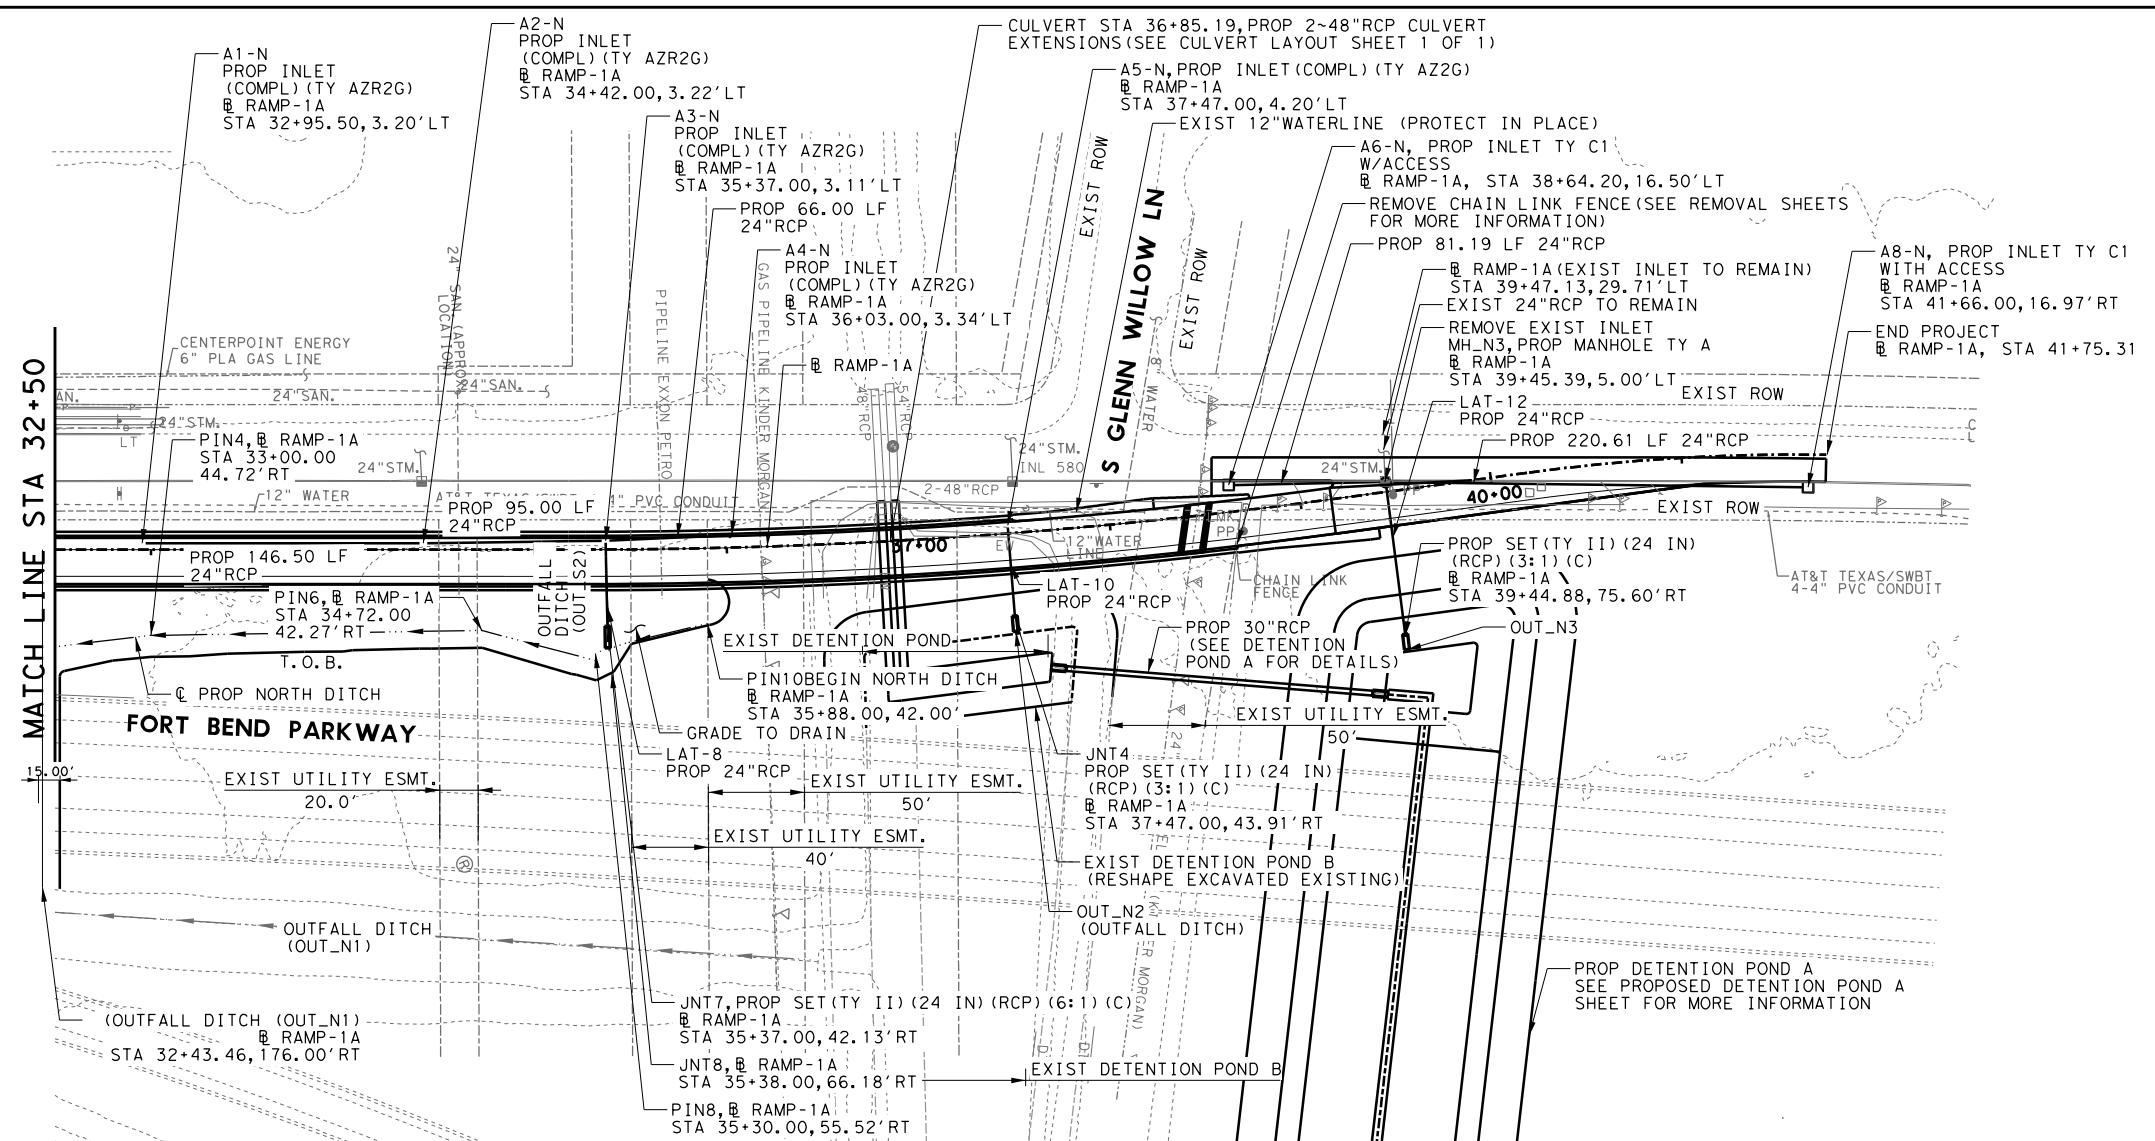 A1-N
PROP INLET
(COMPL)(TY AZR2G)
B RAMP-1A
STA 32+95.50,3.20'LT
A2-N
PROP INLET
(COMPL)(TY AZR2G)
B RAMP-1A
STA 34+42.00,3.22'LT
A3-N
PROP INLET
(COMPL)(TY AZR2G)
B RAMP-1A
STA 35+37.00,3.11'LT
PROP 66.00 LF
24"RCP
A4-N
PROP INLET
(COMPL)(TY AZR2G)
B RAMP-1A
STA 36+03.00,3.34'LT
B RAMP-1A
CULVERT STA 36+85.19,PROP 2~48"RCP CULVERT
EXTENSIONS(SEE CULVERT LAYOUT SHEET 1 OF 1)
A5-N,PROP INLET(COMPL)(TY AZ2G)
B RAMP-1A
STA 37+47.00,4.20'LT
EXIST 12"WATERLINE (PROTECT IN PLACE)
A6-N, PROP INLET TY C1
W/ACCESS
B RAMP-1A, STA 38+64.20,16.50'LT
REMOVE CHAIN LINK FENCE(SEE REMOVAL SHEETS
FOR MORE INFORMATION)
PROP 81.19 LF 24"RCP
B RAMP-1A(EXIST INLET TO REMAIN)
STA 39+47.13,29.71'LT
EXIST 24"RCP TO REMAIN
REMOVE EXIST INLET
MH_N3,PROP MANHOLE TY A
B RAMP-1A
STA 39+45.39,5.00'LT
LAT-12
PROP 24"RCP
PROP 220.61 LF 24"RCP
A8-N, PROP INLET TY C1
WITH ACCESS
B RAMP-1A
STA 41+66.00,16.97'RT
END PROJECT
B RAMP-1A, STA 41+75.31
EXIST ROW
S GLENN WILLOW LN
EXIST ROW
EXIST ROW
EXIST ROW
8" WATER
MATCH LINE STA 32+50
CENTERPOINT ENERGY
6" PLA GAS LINE
24" SAN (APPROX
LOCATION)
PIPELINE EXXON PETRO
GAS PIPELINE KINDER MORGAN
SAN.
24"SAN.
24"SAN.
24"STM.
LT
PIN4,B RAMP-1A
STA 33+00.00
44.72'RT
24"STM.
12" WATER
PROP 95.00 LF
24"RCP
48"RCP
54"RCP
2-48"RCP
24"STM.
INL 580
24"STM.
40+00
37+00
PP
12"WATER
LINE
PROP 146.50 LF
24"RCP
PIN6,B RAMP-1A
STA 34+72.00
42.27'RT
T.O.B.
OUTFALL
DITCH
(OUT_S2)
LAT-10
PROP 24"RCP
CHAIN LINK
FENCE
PROP SET(TY II)(24 IN)
(RCP)(3:1)(C)
B RAMP-1A
STA 39+44.88,75.60'RT
OUT_N3
AT&T TEXAS/SWBT
4-4" PVC CONDUIT
EXIST DETENTION POND
PROP 30"RCP
(SEE DETENTION
POND A FOR DETAILS)
C PROP NORTH DITCH
FORT BEND PARKWAY
PIN10BEGIN NORTH DITCH
B RAMP-1A
STA 35+88.00,42.00'
GRADE TO DRAIN
LAT-8
PROP 24"RCP
EXIST UTILITY ESMT.
50'
15.00'
EXIST UTILITY ESMT.
20.0'
EXIST UTILITY ESMT.
50'
EXIST UTILITY ESMT.
40'
JNT4
PROP SET(TY II)(24 IN)
(RCP)(3:1)(C)
B RAMP-1A
STA 37+47.00,43.91'RT
EXIST DETENTION POND B
(RESHAPE EXCAVATED EXISTING)
OUT_N2
(OUTFALL DITCH)
OUTFALL DITCH
(OUT_N1)
(OUTFALL DITCH (OUT_N1)
B RAMP-1A
STA 32+43.46,176.00'RT
JNT7,PROP SET(TY II)(24 IN)(RCP)(6:1)(C)
B RAMP-1A
STA 35+37.00,42.13'RT
JNT8,B RAMP-1A
STA 35+38.00,66.18'RT
PIN8,B RAMP-1A
STA 35+30.00,55.52'RT
EXIST DETENTION POND B
PROP DETENTION POND A
SEE PROPOSED DETENTION POND A
SHEET FOR MORE INFORMATION